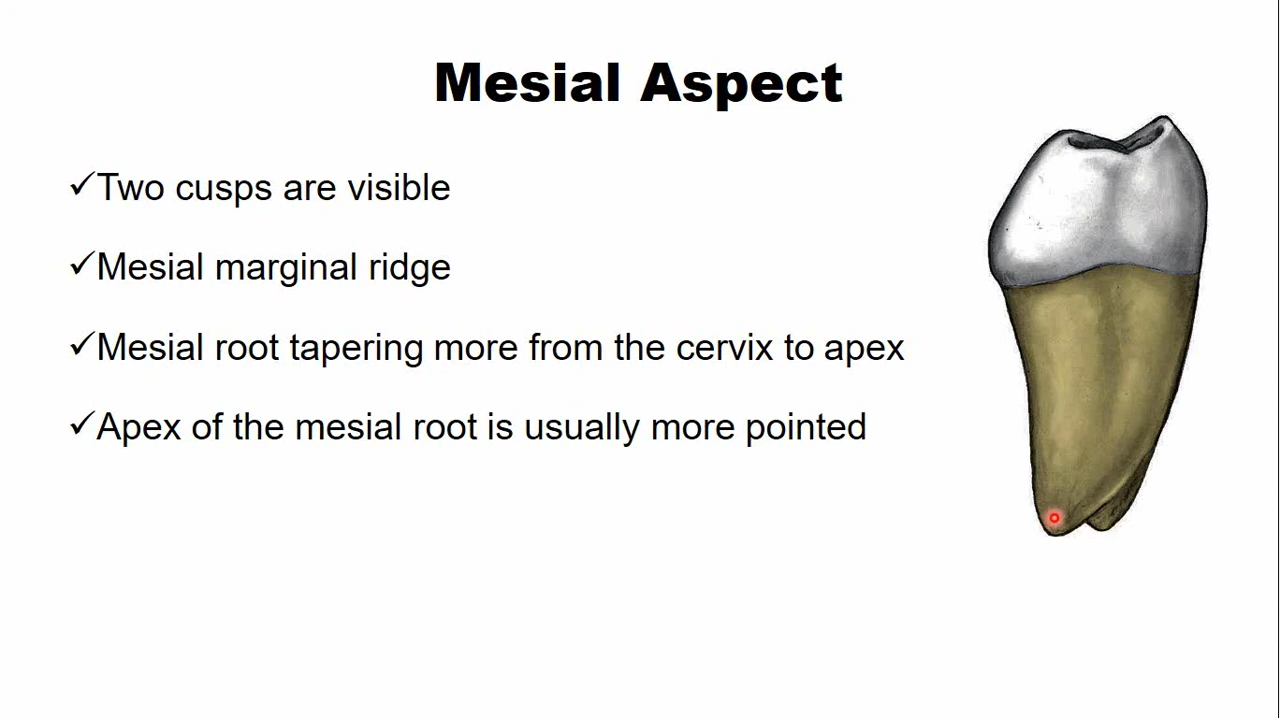 Mesial Aspect
✓Two cusps are visible
✓Mesial marginal ridge
✓Mesial root tapering more from the cervix to apex
✓Apex of the mesial root is usually more pointed